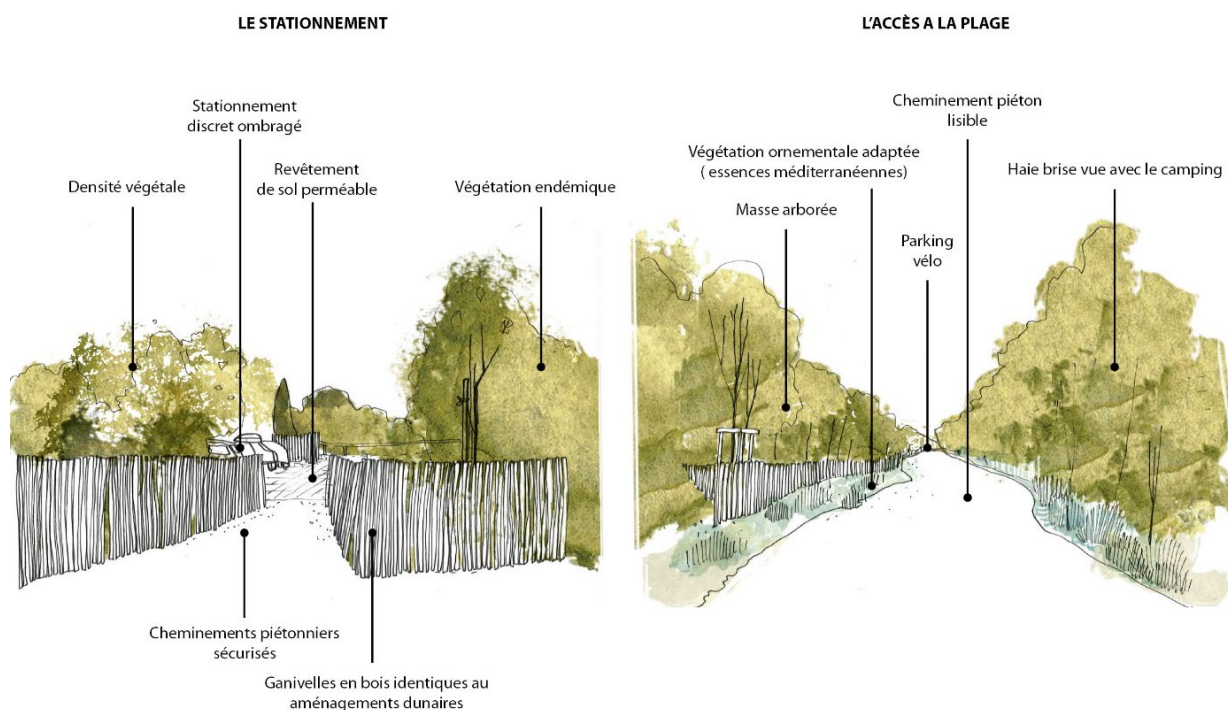 LE STATIONNEMENT
Stationnement
discret ombragé
Densité végétale
Revêtement
de sol perméable
Végétation endémique
Cheminements piétonniers
sécurisés
Ganivelles en bois identiques au
aménagements dunaires
L'ACCÈS A LA PLAGE
Cheminement piéton
lisible
Végétation ornementale adaptée
( essences méditerranéennes)
Haie brise vue avec le camping
Masse arborée
Parking
vélo